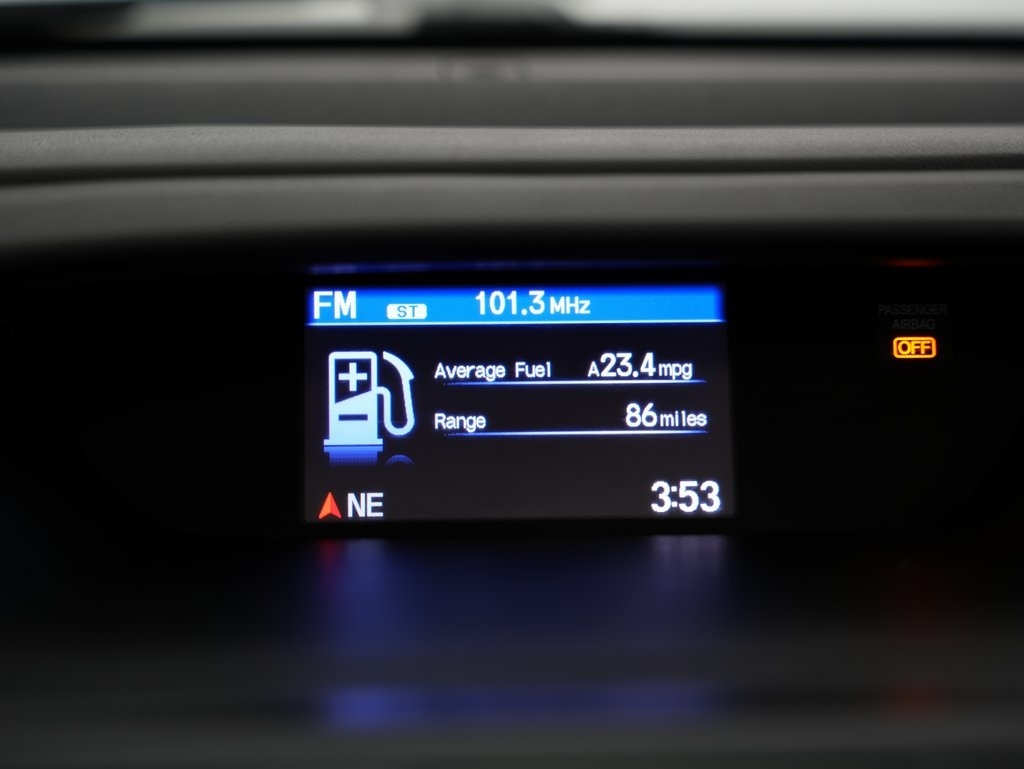 FM ST 101.3 MHz
PASSENGER
AIRBAG
OFF
Average Fuel A23.4 mpg
Range 86 miles
NE 3:53